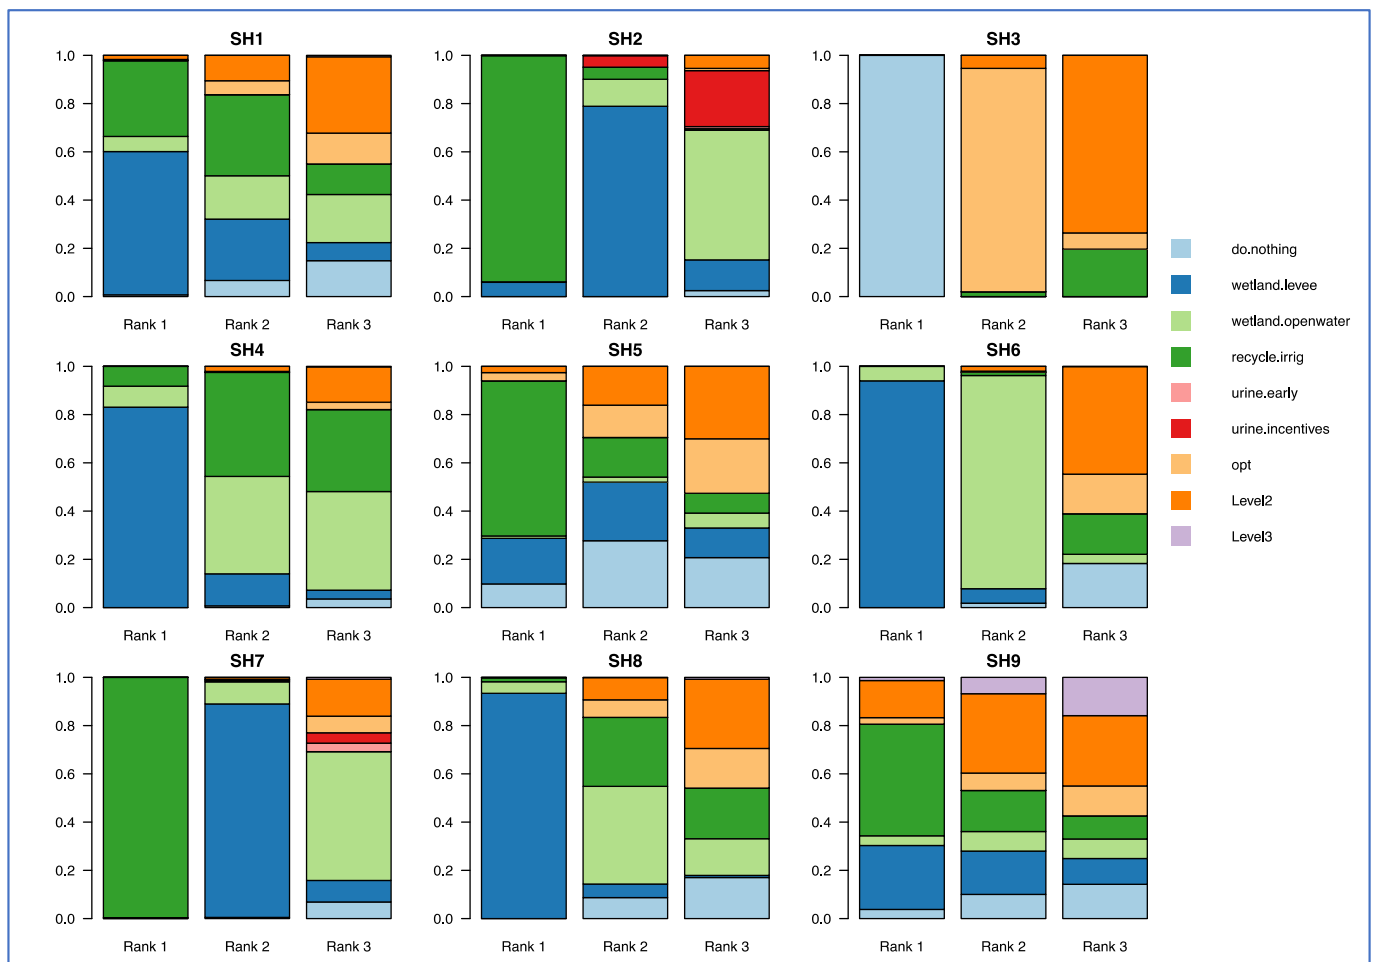 SH1
1.0
0.8
0.6
0.4
0.2
0.0
Rank 1 Rank 2 Rank 3
SH2
1.0
0.8
0.6
0.4
0.2
0.0
Rank 1 Rank 2 Rank 3
SH3
1.0
0.8
0.6
0.4
0.2
0.0
Rank 1 Rank 2 Rank 3
SH4
1.0
0.8
0.6
0.4
0.2
0.0
Rank 1 Rank 2 Rank 3
SH5
1.0
0.8
0.6
0.4
0.2
0.0
Rank 1 Rank 2 Rank 3
SH6
1.0
0.8
0.6
0.4
0.2
0.0
Rank 1 Rank 2 Rank 3
SH7
1.0
0.8
0.6
0.4
0.2
0.0
Rank 1 Rank 2 Rank 3
SH8
1.0
0.8
0.6
0.4
0.2
0.0
Rank 1 Rank 2 Rank 3
SH9
1.0
0.8
0.6
0.4
0.2
0.0
Rank 1 Rank 2 Rank 3
do.nothing
wetland.levee
wetland.openwater
recycle.irrig
urine.early
urine.incentives
opt
Level2
Level3